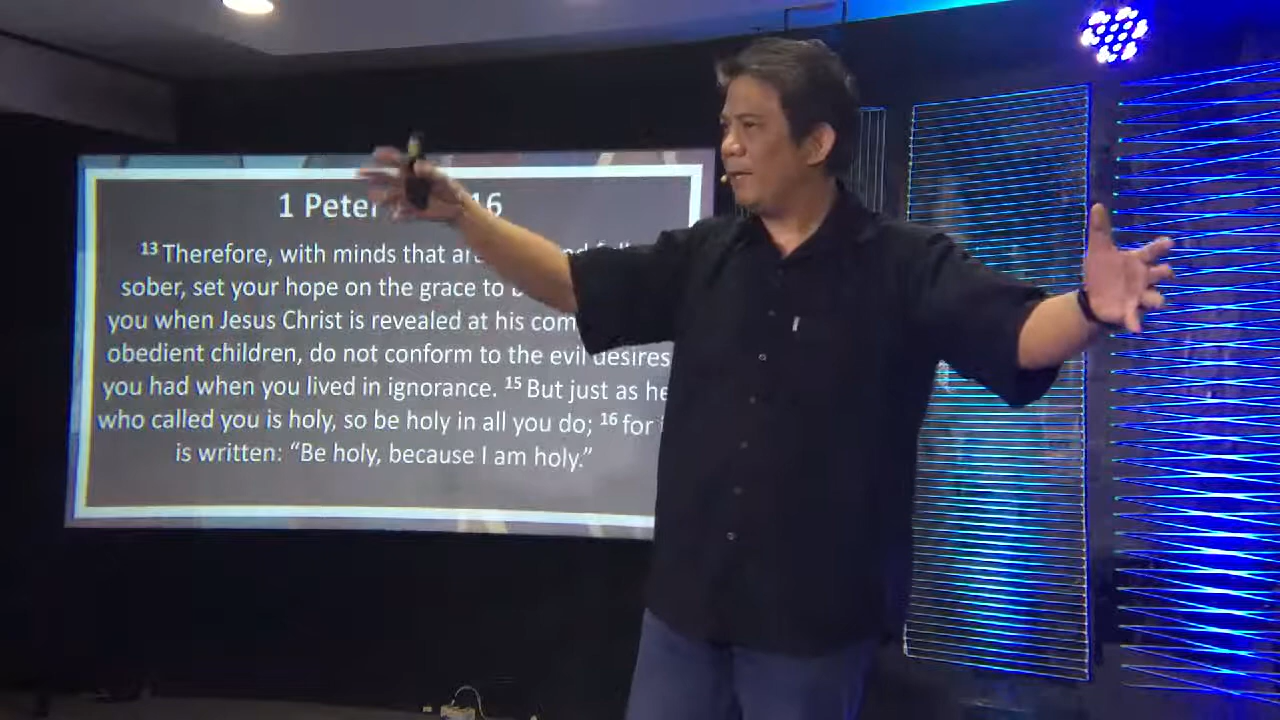 1 Peter 16
13 Therefore, with minds that
sober, set your hope on the grace to
you when Jesus Christ is revealed at his
obedient children, do not conform to the evil desires
you had when you lived in ignorance. 15 But just as he
who called you is holy, so be holy in all you do; 16 for
is written: “Be holy, because I am holy.”